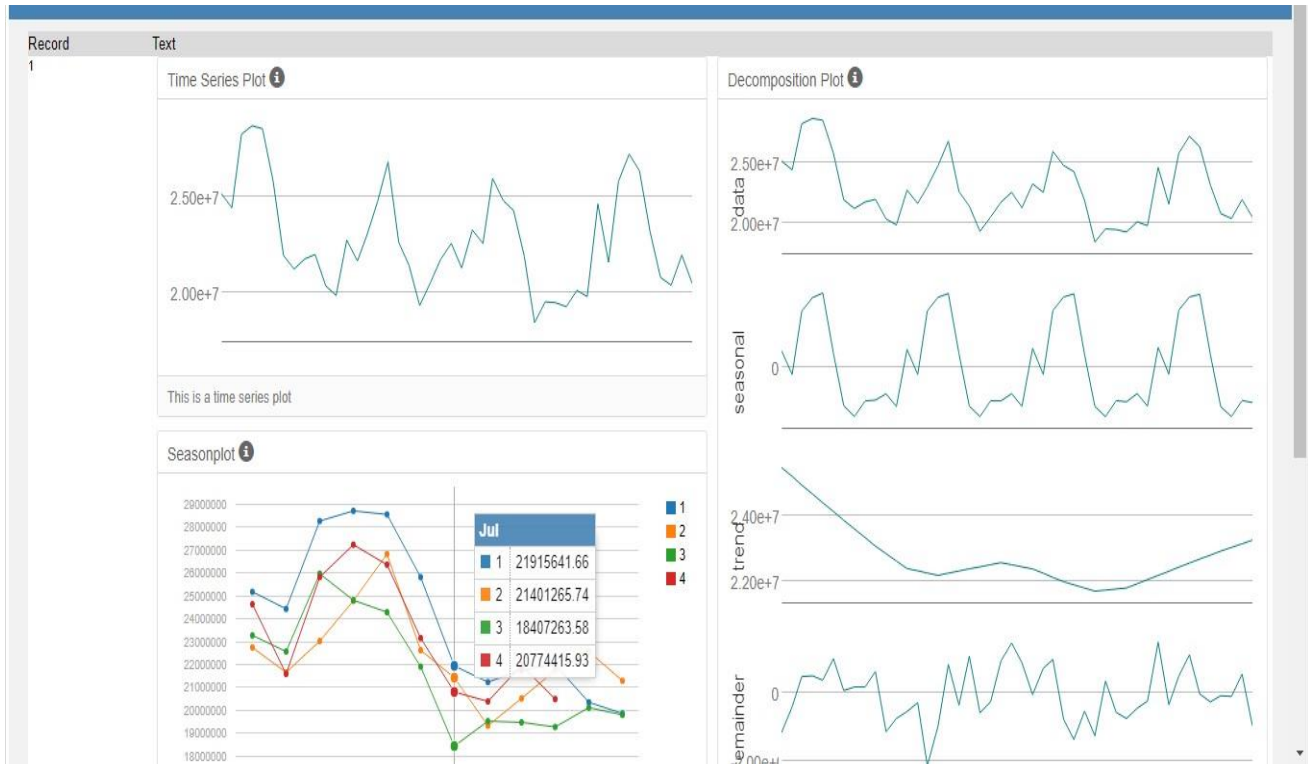 Record Text
1
Time Series Plot
2.50e+7
2.00e+7
This is a time series plot
Seasonplot
29000000
28000000
27000000
26000000
25000000
24000000
23000000
22000000
21000000
20000000
19000000
18000000
Jul
1 21915641.66
2 21401265.74
3 18407263.58
4 20774415.93
1
2
3
4
Decomposition Plot
2.50e+7
data
2.00e+7
seasonal
0
2.40e+7
trend
2.20e+7
0
emainder